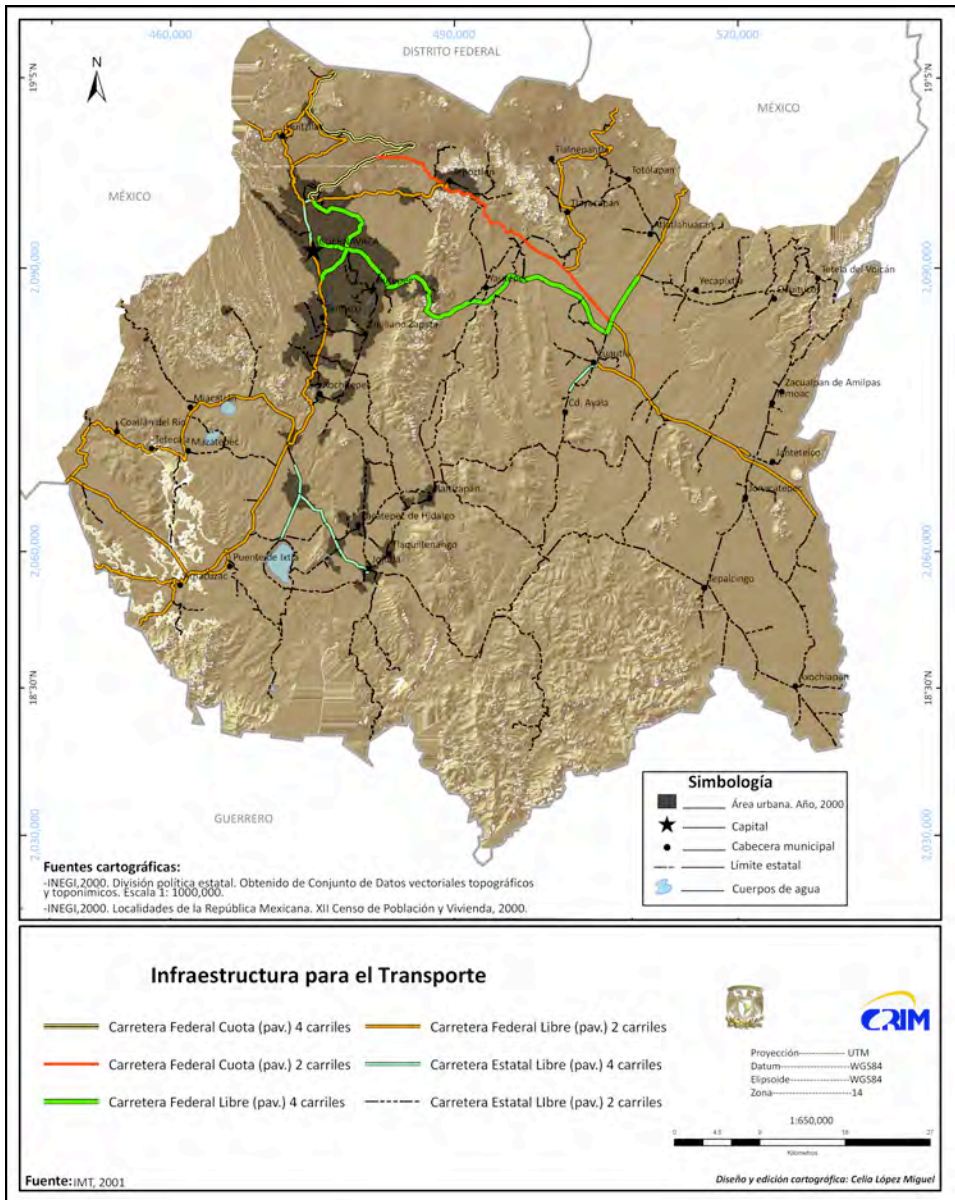 460,000
490,000
520,000
DISTRITO FEDERAL
N
19°5'N
19°5'N
MÉXICO
Tlalnepantla
Totólapan
MÉXICO
Tlayacapan
2,090,000
2,090,000
Yecapixtla
Tetela del Volcán
Emiliano Zapata
Zacualpan de Amilpas
Temoac
Miacatlán
Coatlán del Río
Cd. Ayala
Tetecala
Mazatepec
Jantetelco
Jonacatepec
2,060,000
2,060,000
Puente de Ixtla
Tlaquiltenango
Tepalcingo
Axochiapan
18°30'N
18°30'N
GUERRERO
2,030,000
2,030,000
Simbología
Área urbana. Año, 2000
Capital
Cabecera municipal
Límite estatal
Cuerpos de agua
Fuentes cartográficas:
-INEGI,2000. División política estatal. Obtenido de Conjunto de Datos vectoriales topográficos
y toponímicos. Escala 1: 1000,000.
-INEGI,2000. Localidades de la República Mexicana. XII Censo de Población y Vivienda, 2000.
Infraestructura para el Transporte
Carretera Federal Cuota (pav.) 4 carriles
Carretera Federal Libre (pav.) 2 carriles
Carretera Federal Cuota (pav.) 2 carriles
Carretera Estatal Libre (pav.) 4 carriles
Carretera Federal Libre (pav.) 4 carriles
Carretera Estatal LIbre (pav.) 2 carriles
CRIM
Proyección UTM
Datum WGS84
Elipsoide WGS84
Zona 14
1:650,000
0 4.5 9 18 27
Kilometros
Fuente:IMT, 2001
Diseño y edición cartográfica: Celia López Miguel